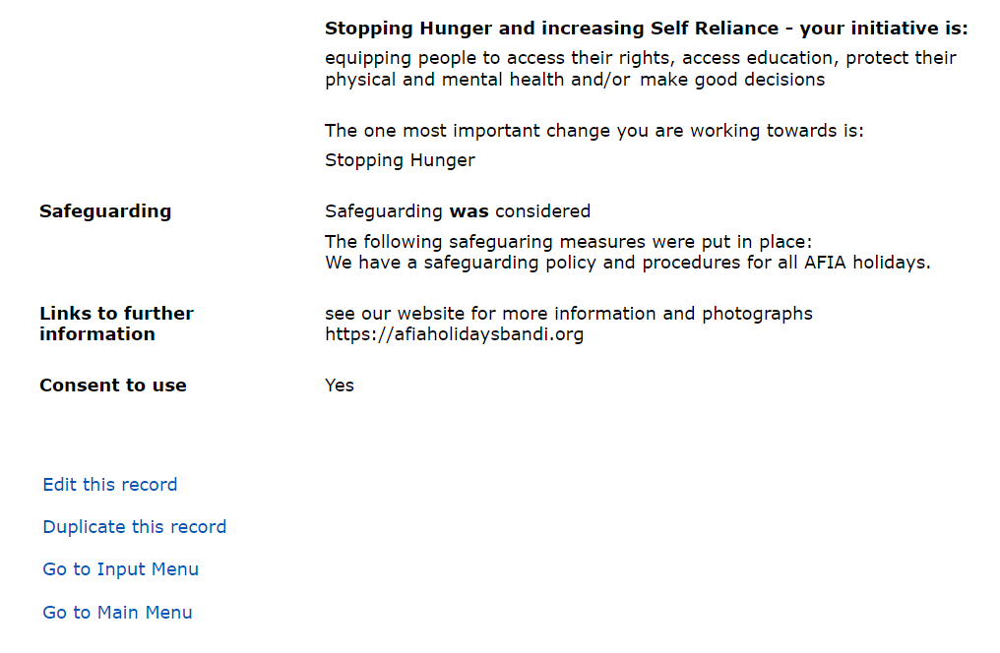 Stopping Hunger and increasing Self Reliance - your initiative is:
equipping people to access their rights, access education, protect their
physical and mental health and/or make good decisions
The one most important change you are working towards is:
Stopping Hunger
Safeguarding
Safeguarding was considered
The following safeguaring measures were put in place:
We have a safeguarding policy and procedures for all AFIA holidays.
Links to further
information
see our website for more information and photographs
https://afiaholidaysbandi.org
Consent to use
Yes
Edit this record
Duplicate this record
Go to Input Menu
Go to Main Menu